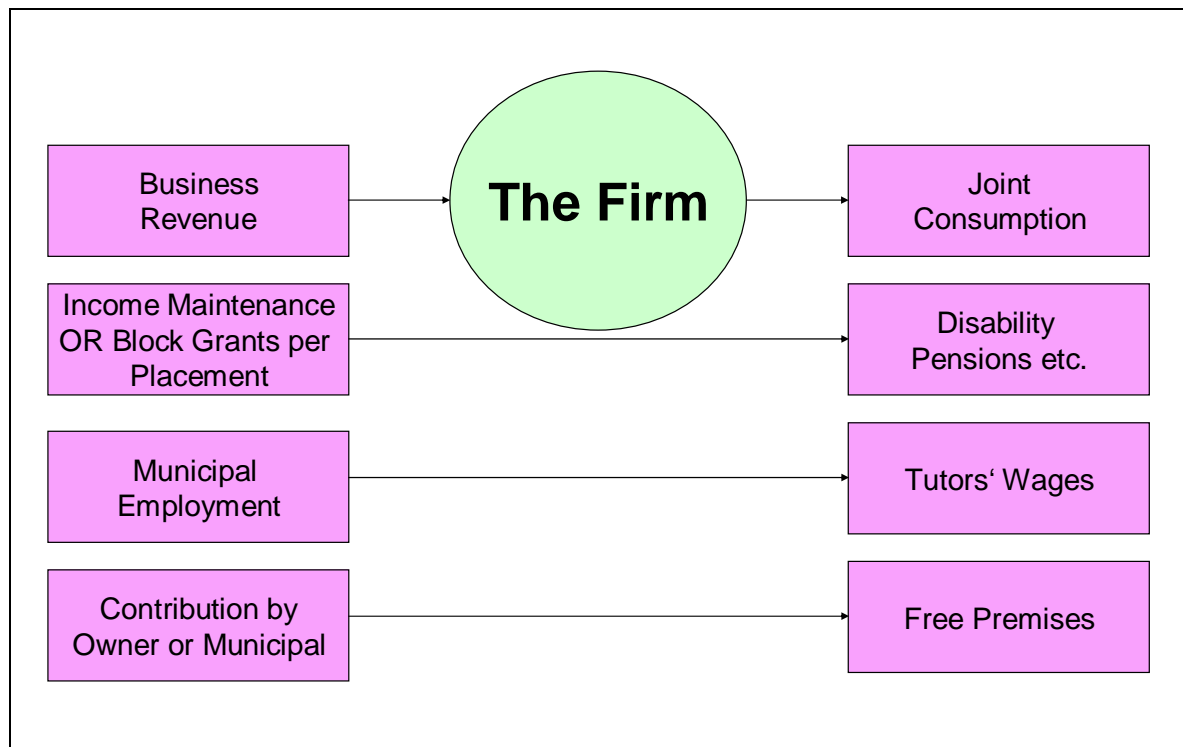 Business
Revenue
The Firm
Joint
Consumption
Income Maintenance
OR Block Grants per
Placement
Disability
Pensions etc.
Municipal
Employment
Tutors‘ Wages
Contribution by
Owner or Municipal
Free Premises